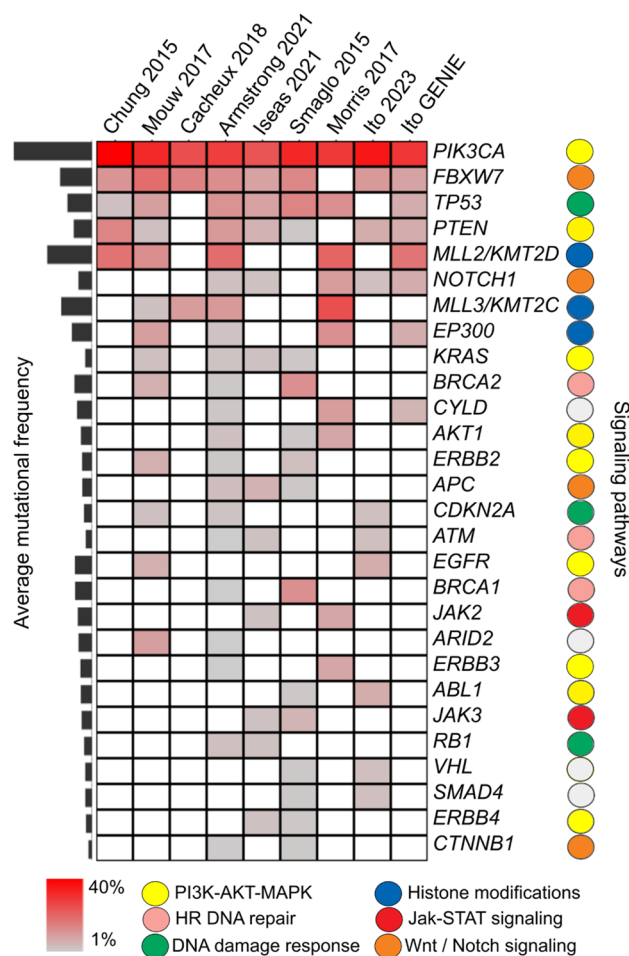 Chung 2015
Mouw 2017
Cacheux 2018
Armstrong 2021
Iseas 2021
Smaglo 2015
Morris 2017
Ito 2023
Ito GENIE
PIK3CA
FBXW7
TP53
PTEN
MLL2/KMT2D
NOTCH1
MLL3/KMT2C
EP300
KRAS
BRCA2
CYLD
AKT1
ERBB2
APC
CDKN2A
ATM
EGFR
BRCA1
JAK2
ARID2
ERBB3
ABL1
JAK3
RB1
VHL
SMAD4
ERBB4
CTNNB1
Average mutational frequency
Signaling pathways
40%
1%
PI3K-AKT-MAPK
HR DNA repair
DNA damage response
Histone modifications
Jak-STAT signaling
Wnt / Notch signaling